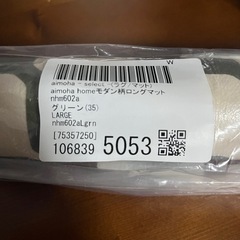 W
aimoha - select -(ラグ/マット)
aimoha homeモダン柄ロングマット
nhm602a
グリーン(35)
LARGE
nhm602aLgrn
[75357250]
106839 5053